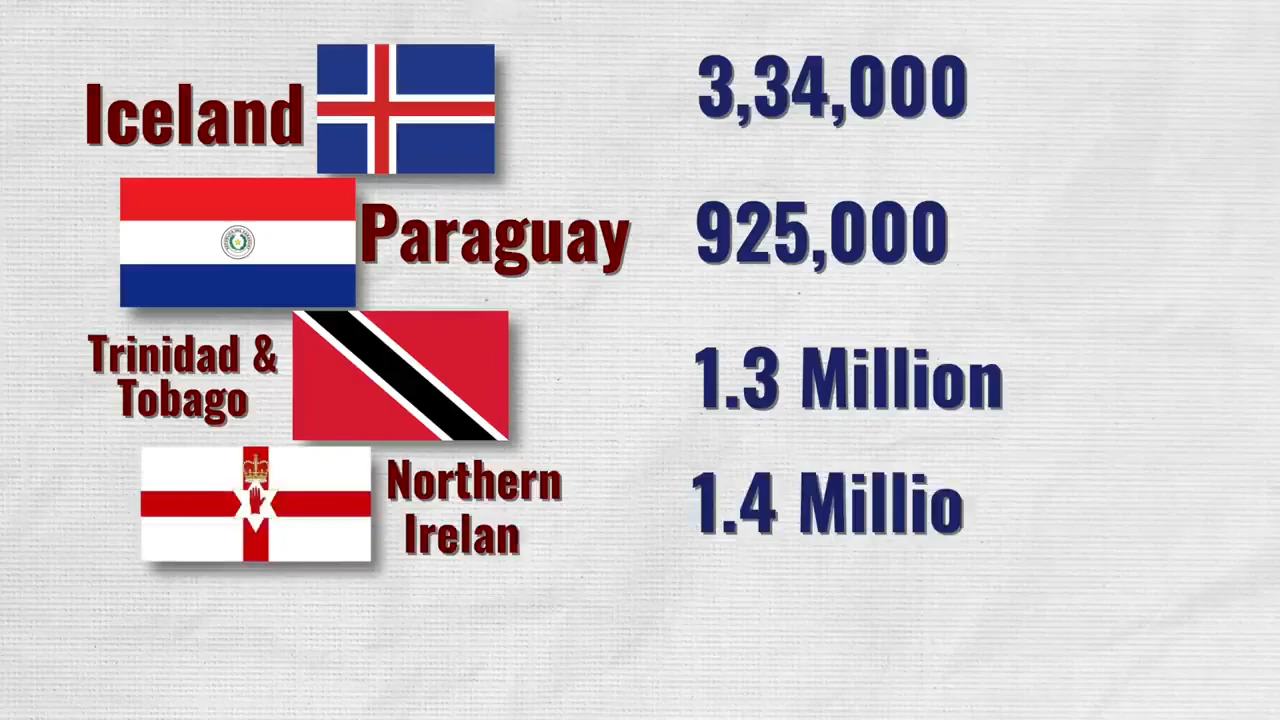 Iceland 3,34,000
Paraguay 925,000
Trinidad &
Tobago 1.3 Million
Northern
Irelan 1.4 Millio